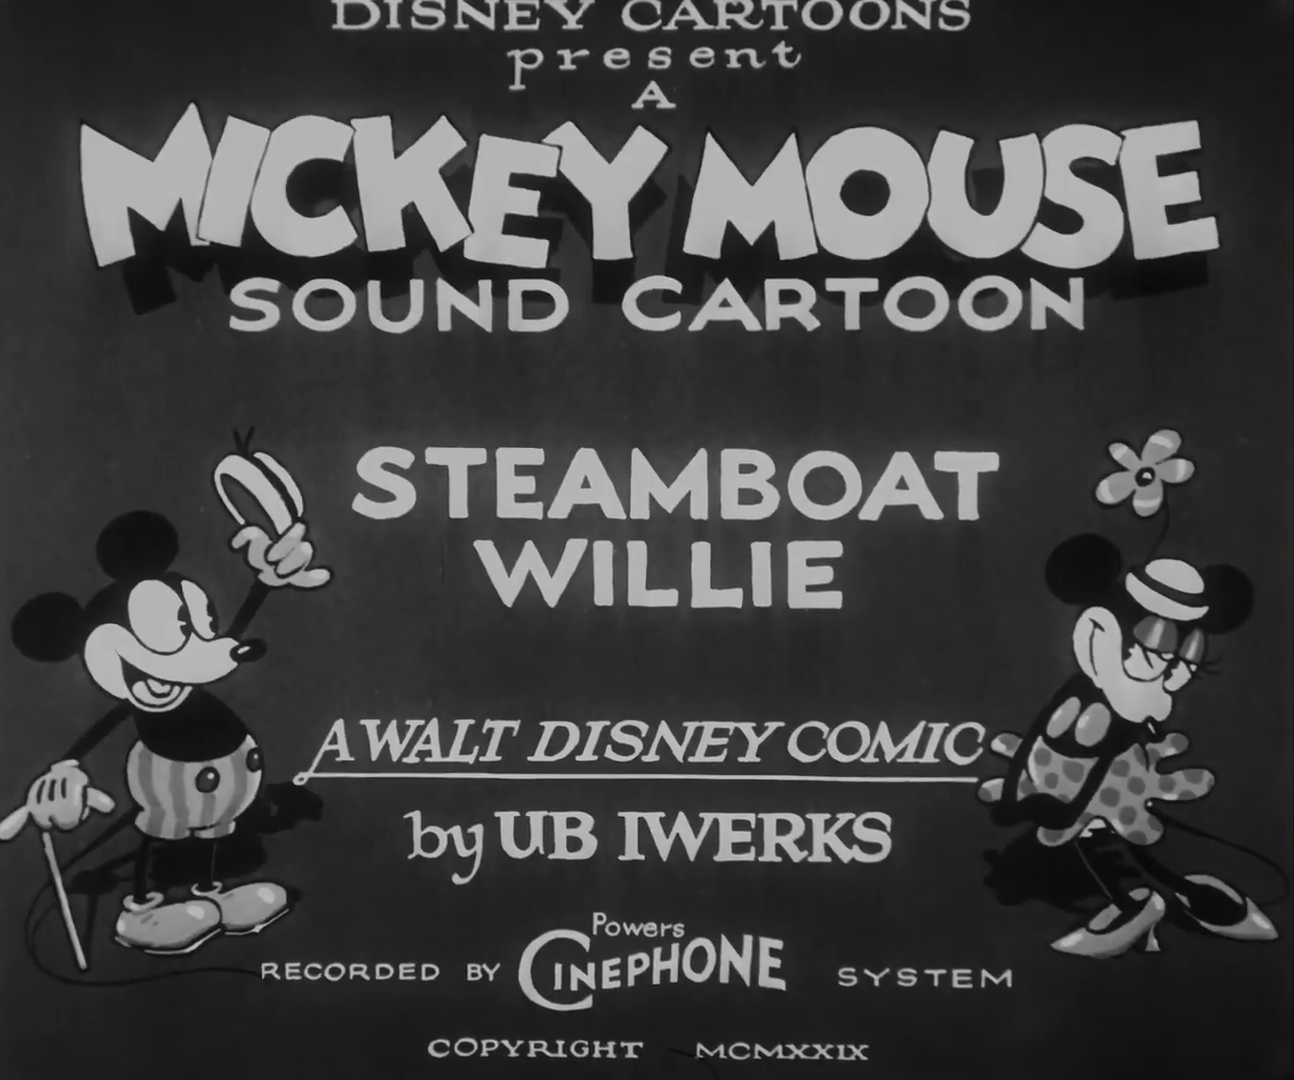 DISNEY CARTOONS
present
A
MICKEY MOUSE
SOUND CARTOON
STEAMBOAT
WILLIE
A WALT DISNEY COMIC
by UB IWERKS
RECORDED BY Powers CINEPHONE SYSTEM
COPYRIGHT MCMXXIX